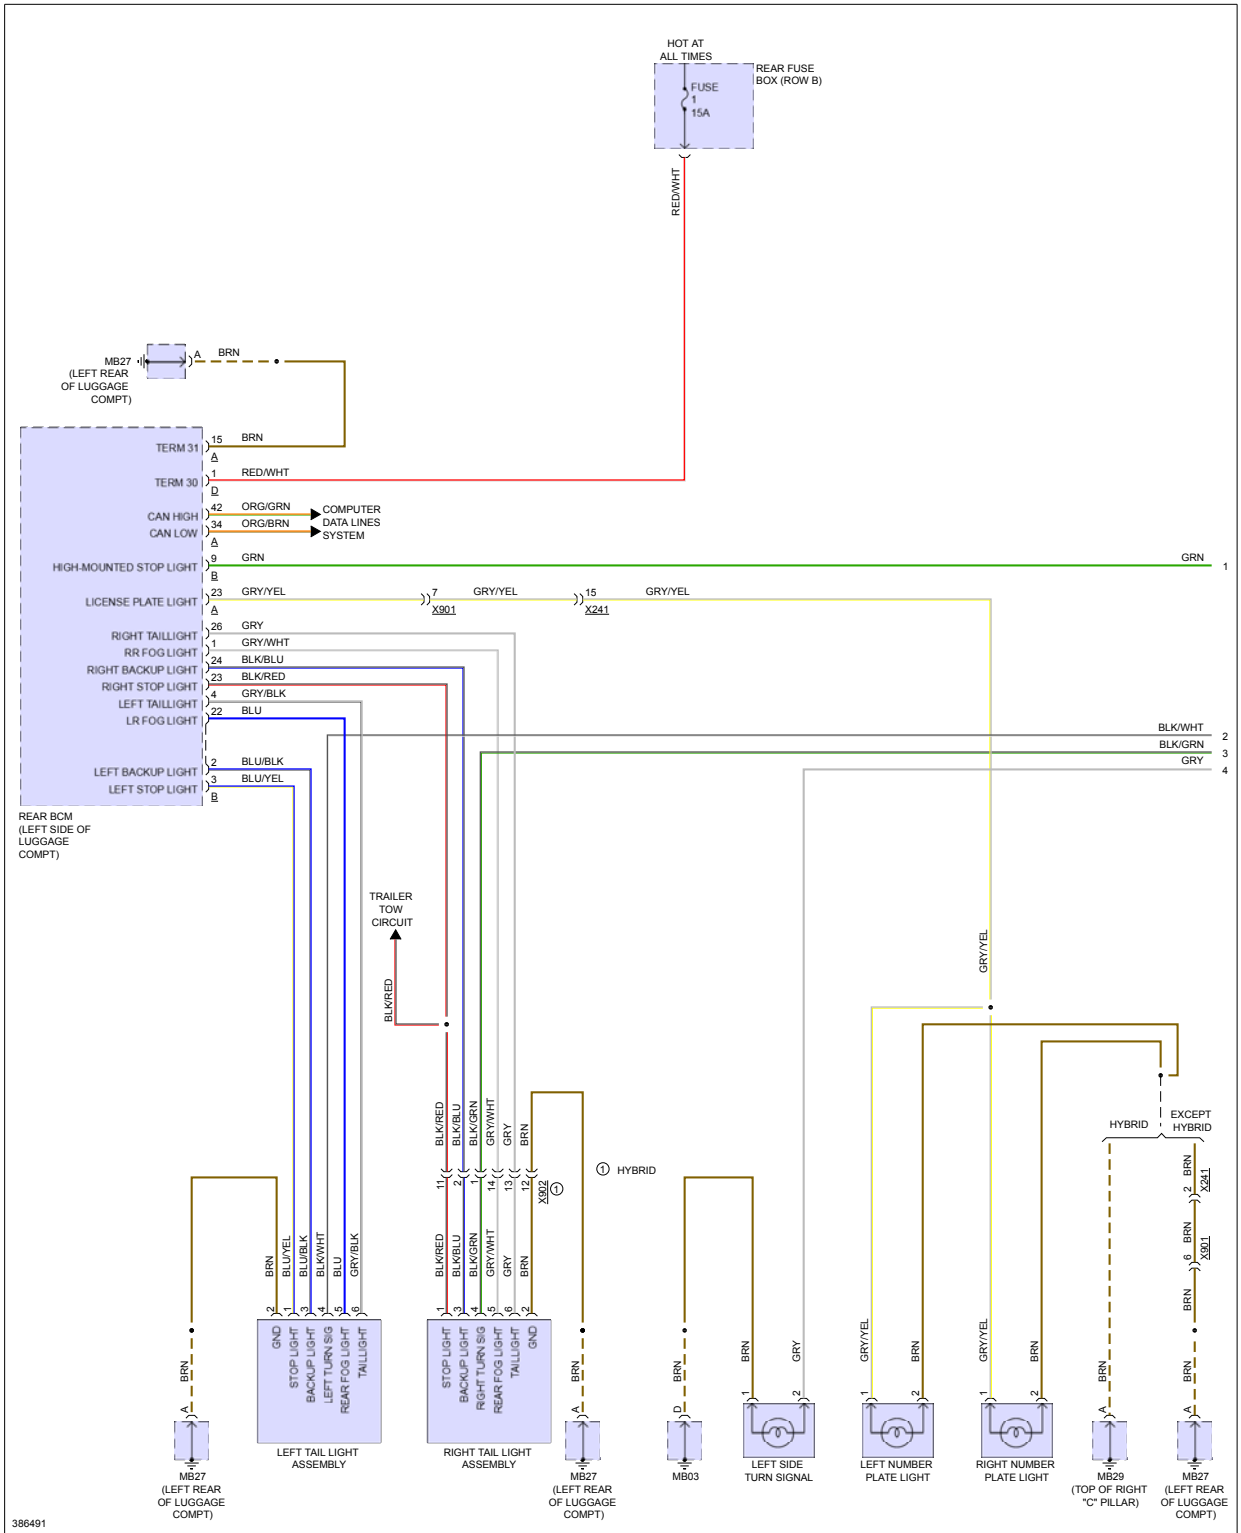 HOT AT
ALL TIMES
REAR FUSE
BOX (ROW B)
FUSE
1
15A
RED/WHT
MB27
(LEFT REAR
OF LUGGAGE
COMPT)
A
BRN
TERM 31
15
BRN
A
TERM 30
1
RED/WHT
D
CAN HIGH
42
ORG/GRN
CAN LOW
34
ORG/BRN
A
COMPUTER
DATA LINES
SYSTEM
HIGH-MOUNTED STOP LIGHT
9
GRN
B
GRN
1
LICENSE PLATE LIGHT
23
GRY/YEL
A
7
X901
GRY/YEL
15
X241
GRY/YEL
RIGHT TAILLIGHT
26
GRY
RR FOG LIGHT
1
GRY/WHT
RIGHT BACKUP LIGHT
24
BLK/BLU
RIGHT STOP LIGHT
23
BLK/RED
LEFT TAILLIGHT
4
GRY/BLK
LR FOG LIGHT
22
BLU
LEFT BACKUP LIGHT
2
BLU/BLK
LEFT STOP LIGHT
3
BLU/YEL
B
BLK/WHT
2
BLK/GRN
3
GRY
4
REAR BCM
(LEFT SIDE OF
LUGGAGE
COMPT)
TRAILER
TOW
CIRCUIT
BLK/RED
GRY/YEL
BLK/RED
BLK/BLU
BLK/GRN
GRY/WHT
GRY
BRN
11
2
1
14
13
12
X902
1
1
HYBRID
BLK/RED
BLK/BLU
BLK/GRN
GRY/WHT
GRY
BRN
HYBRID
EXCEPT
HYBRID
BRN
2
X241
BRN
6
X901
BRN
BRN
BLU/YEL
BLU/BLK
BLK/WHT
BLU
GRY/BLK
2
1
3
4
5
6
GND
STOP LIGHT
BACKUP LIGHT
LEFT TURN SIG
REAR FOG LIGHT
TAILLIGHT
LEFT TAIL LIGHT
ASSEMBLY
1
3
4
5
6
2
STOP LIGHT
BACKUP LIGHT
RIGHT TURN SIG
REAR FOG LIGHT
TAILLIGHT
GND
RIGHT TAIL LIGHT
ASSEMBLY
BRN
A
MB27
(LEFT REAR
OF LUGGAGE
COMPT)
BRN
A
MB27
(LEFT REAR
OF LUGGAGE
COMPT)
BRN
D
MB03
BRN
GRY
1
2
LEFT SIDE
TURN SIGNAL
GRY/YEL
BRN
1
2
LEFT NUMBER
PLATE LIGHT
GRY/YEL
BRN
1
2
RIGHT NUMBER
PLATE LIGHT
BRN
A
MB29
(TOP OF RIGHT
"C" PILLAR)
BRN
A
MB27
(LEFT REAR
OF LUGGAGE
COMPT)
386491